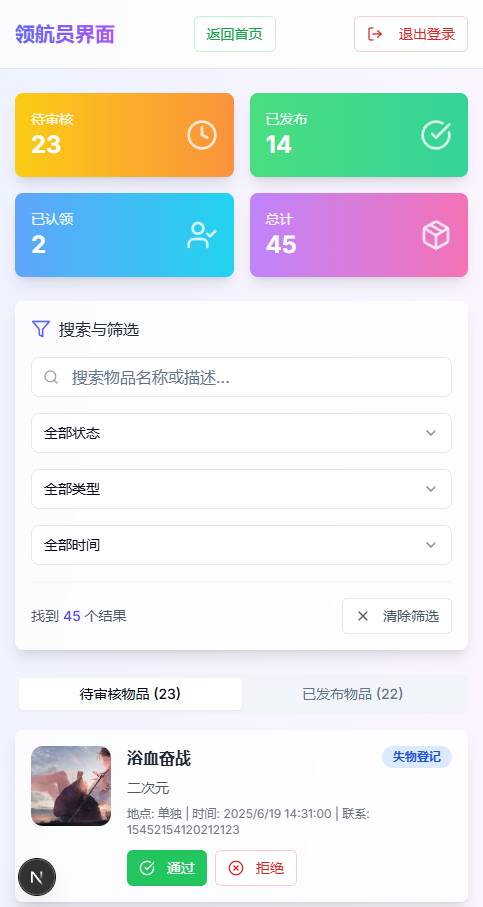 领航员界面
返回首页
退出登录
待审核
23
已发布
14
已认领
2
总计
45
搜索与筛选
搜索物品名称或描述...
全部状态
全部类型
全部时间
找到 45 个结果
清除筛选
待审核物品 (23)
已发布物品 (22)
浴血奋战
失物登记
二次元
地点: 单独 | 时间: 2025/6/19 14:31:00 | 联系:
15452154120212123
通过
拒绝
N